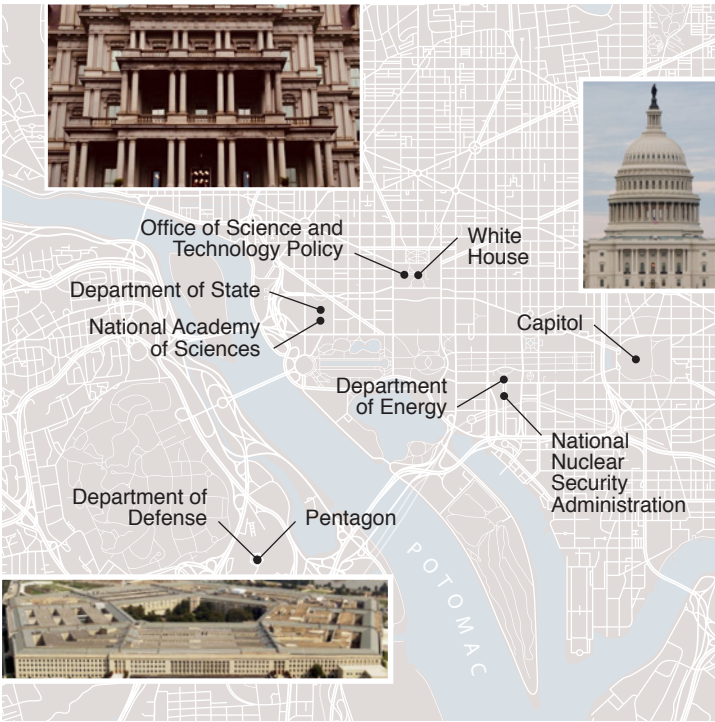 Office of Science and
Technology Policy
White
House
Department of State
National Academy
of Sciences
Capitol
Department
of Energy
National
Nuclear
Security
Administration
Department of
Defense
Pentagon
POTOMAC